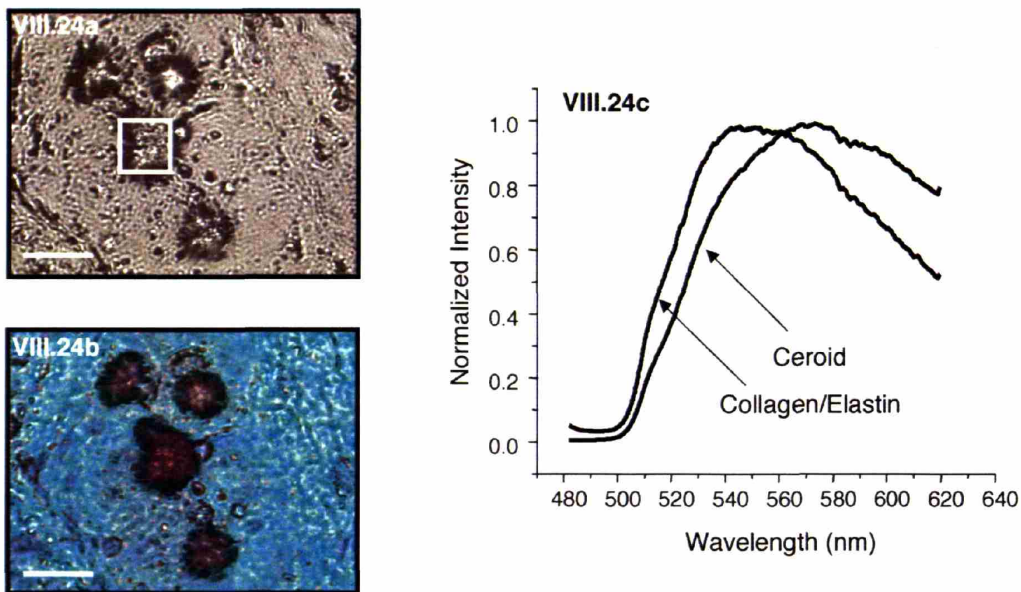 VIII.24a
VIII.24b
VIII.24c
Normalized Intensity
1.0
0.8
0.6
0.4
0.2
0.0
Ceroid
Collagen/Elastin
480 500 520 540 560 580 600 620 640
Wavelength (nm)